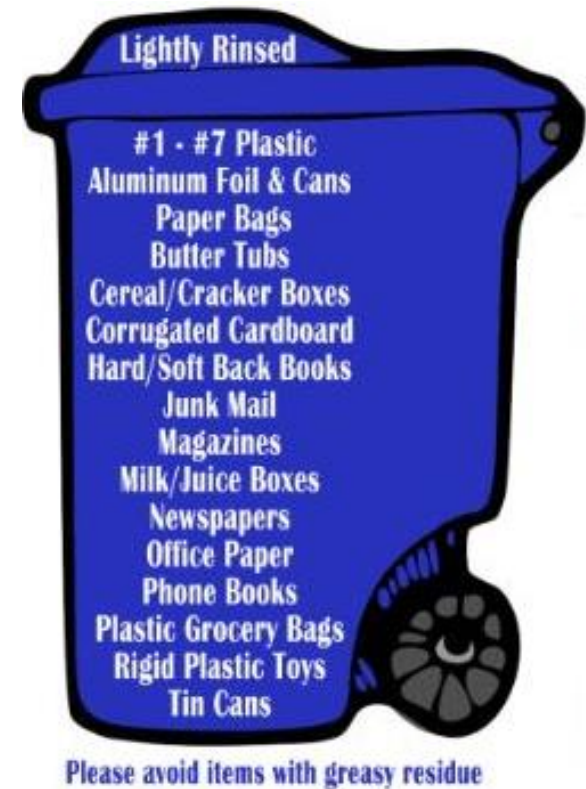 Lightly Rinsed
#1 - #7 Plastic
Aluminum Foil & Cans
Paper Bags
Butter Tubs
Cereal/Cracker Boxes
Corrugated Cardboard
Hard/Soft Back Books
Junk Mail
Magazines
Milk/Juice Boxes
Newspapers
Office Paper
Phone Books
Plastic Grocery Bags
Rigid Plastic Toys
Tin Cans
Please avoid items with greasy residue